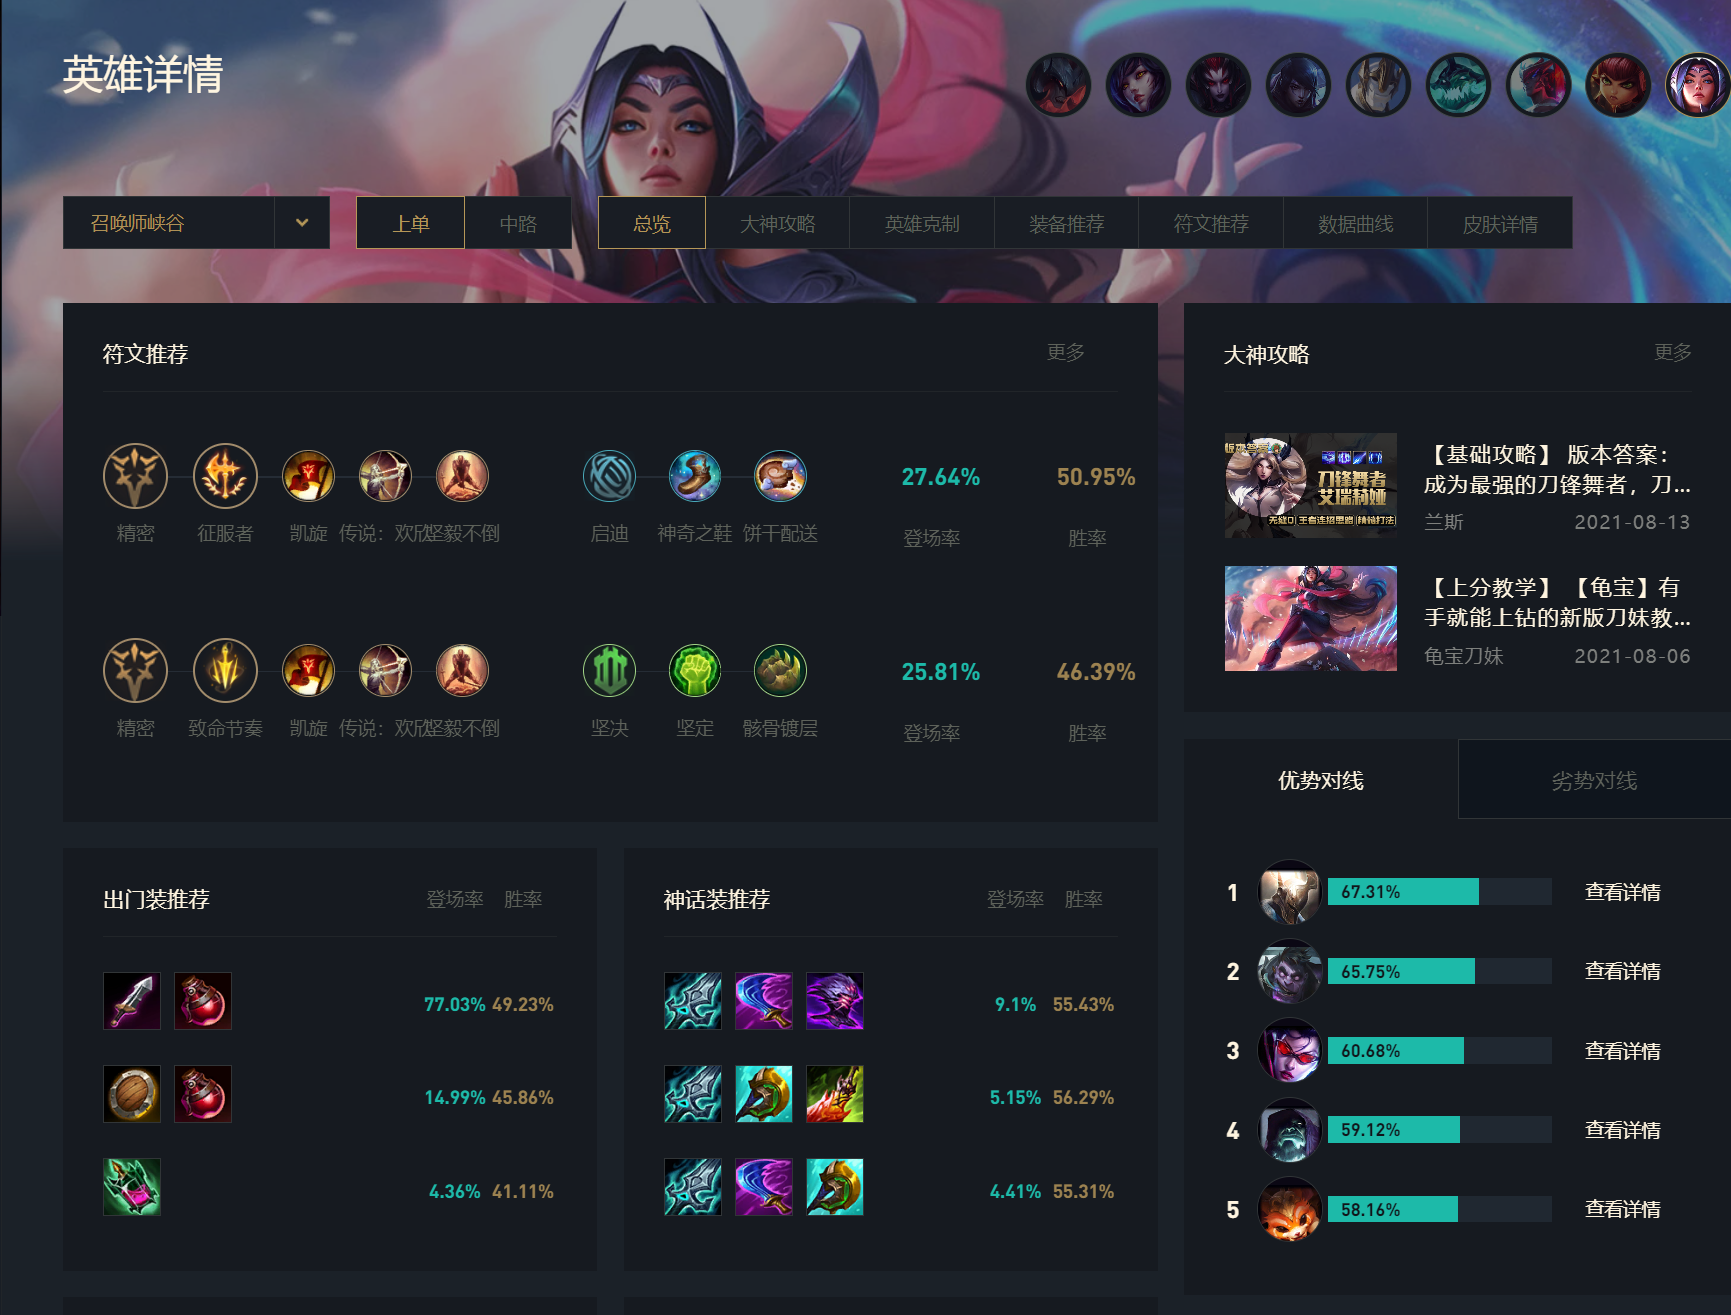 英雄详情
召唤师峡谷
上单
中路
总览
大神攻略
英雄克制
装备推荐
符文推荐
数据曲线
皮肤详情
符文推荐
更多
精密
征服者
凯旋
传说：欢欣
坚毅不倒
启迪
神奇之鞋
饼干配送
27.64%
登场率
50.95%
胜率
精密
致命节奏
凯旋
传说：欢欣
坚毅不倒
坚决
坚定
骸骨镀层
25.81%
登场率
46.39%
胜率
大神攻略
更多
版本答案
刀锋舞者
艾瑞莉娅
【基础攻略】 版本答案：
成为最强的刀锋舞者，刀...
兰斯
2021-08-13
【上分教学】 【龟宝】有
手就能上钻的新版刀妹教...
龟宝刀妹
2021-08-06
出门装推荐
登场率
胜率
77.03% 49.23%
14.99% 45.86%
4.36% 41.11%
神话装推荐
登场率
胜率
9.1% 55.43%
5.15% 56.29%
4.41% 55.31%
优势对线
劣势对线
1 67.31% 查看详情
2 65.75% 查看详情
3 60.68% 查看详情
4 59.12% 查看详情
5 58.16% 查看详情